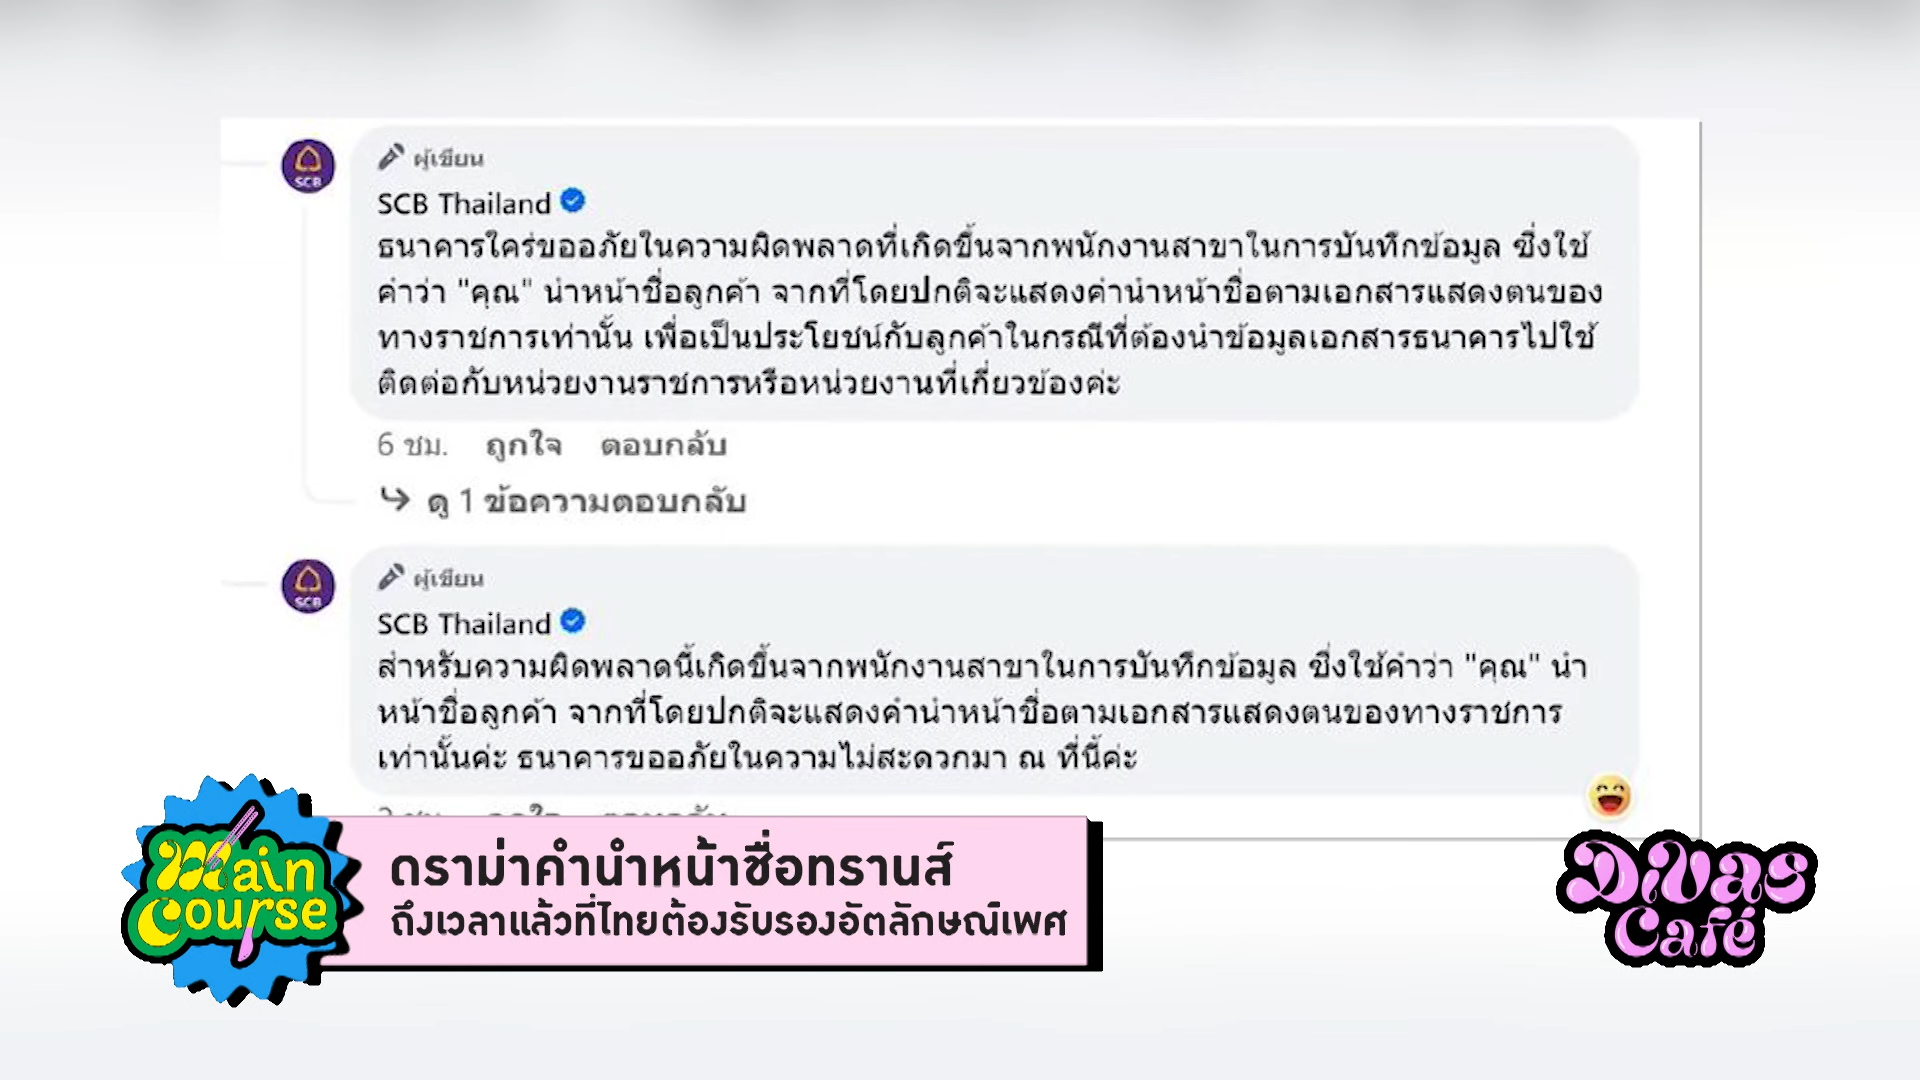 ผู้เขียน
SCB Thailand
ธนาคารใคร่ขออภัยในความผิดพลาดที่เกิดขึ้นจากพนักงานสาขาในการบันทึกข้อมูล ซึ่งใช้
คำว่า "คุณ" นำหน้าชื่อลูกค้า จากที่โดยปกติจะแสดงคำนำหน้าชื่อตามเอกสารแสดงตนของ
ทางราชการเท่านั้น เพื่อเป็นประโยชน์กับลูกค้าในกรณีที่ต้องนำข้อมูลเอกสารธนาคารไปใช้
ติดต่อกับหน่วยงานราชการหรือหน่วยงานที่เกี่ยวข้องค่ะ
SCB
6 ชม. ถูกใจ ตอบกลับ
ดู 1 ข้อความตอบกลับ
ผู้เขียน
SCB Thailand
สำหรับความผิดพลาดนี้เกิดขึ้นจากพนักงานสาขาในการบันทึกข้อมูล ซึ่งใช้คำว่า "คุณ" นำ
หน้าชื่อลูกค้า จากที่โดยปกติจะแสดงคำนำหน้าชื่อตามเอกสารแสดงตนของทางราชการ
เท่านั้นค่ะ ธนาคารขออภัยในความไม่สะดวกมา ณ ที่นี้ค่ะ
SCB
Main
Course
ดราม่าคำนำหน้าชื่อทรานส์
ถึงเวลาแล้วที่ไทยต้องรับรองอัตลักษณ์เพศ
Divas
Café